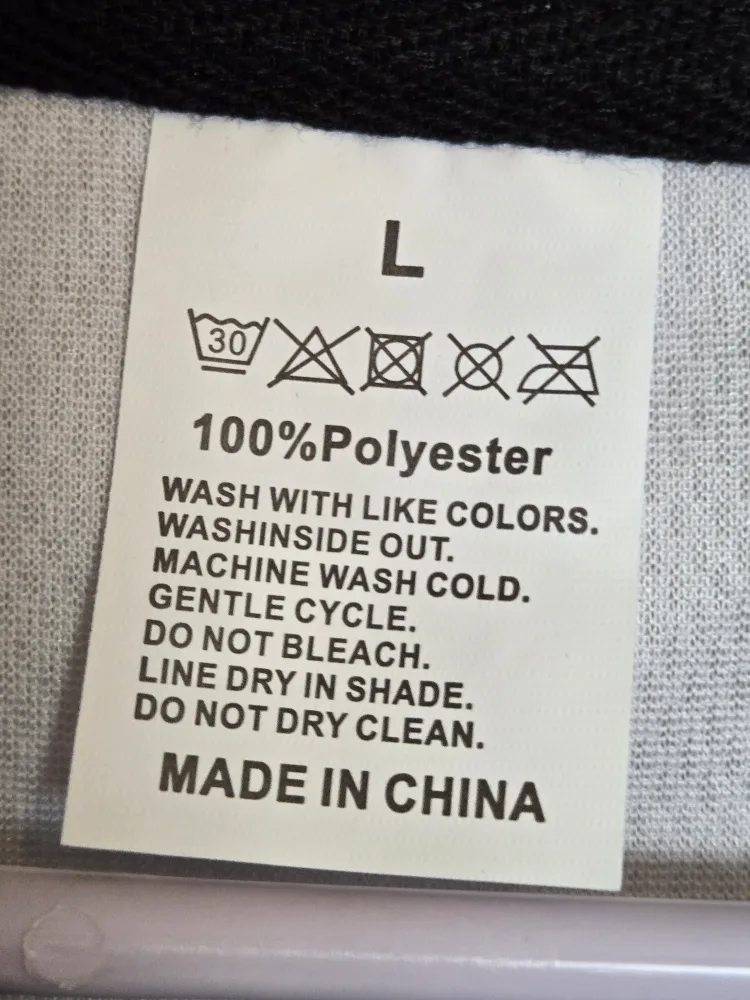 L
30
100%Polyester
WASH WITH LIKE COLORS.
WASHINSIDE OUT.
MACHINE WASH COLD.
GENTLE CYCLE.
DO NOT BLEACH.
LINE DRY IN SHADE.
DO NOT DRY CLEAN.
MADE IN CHINA